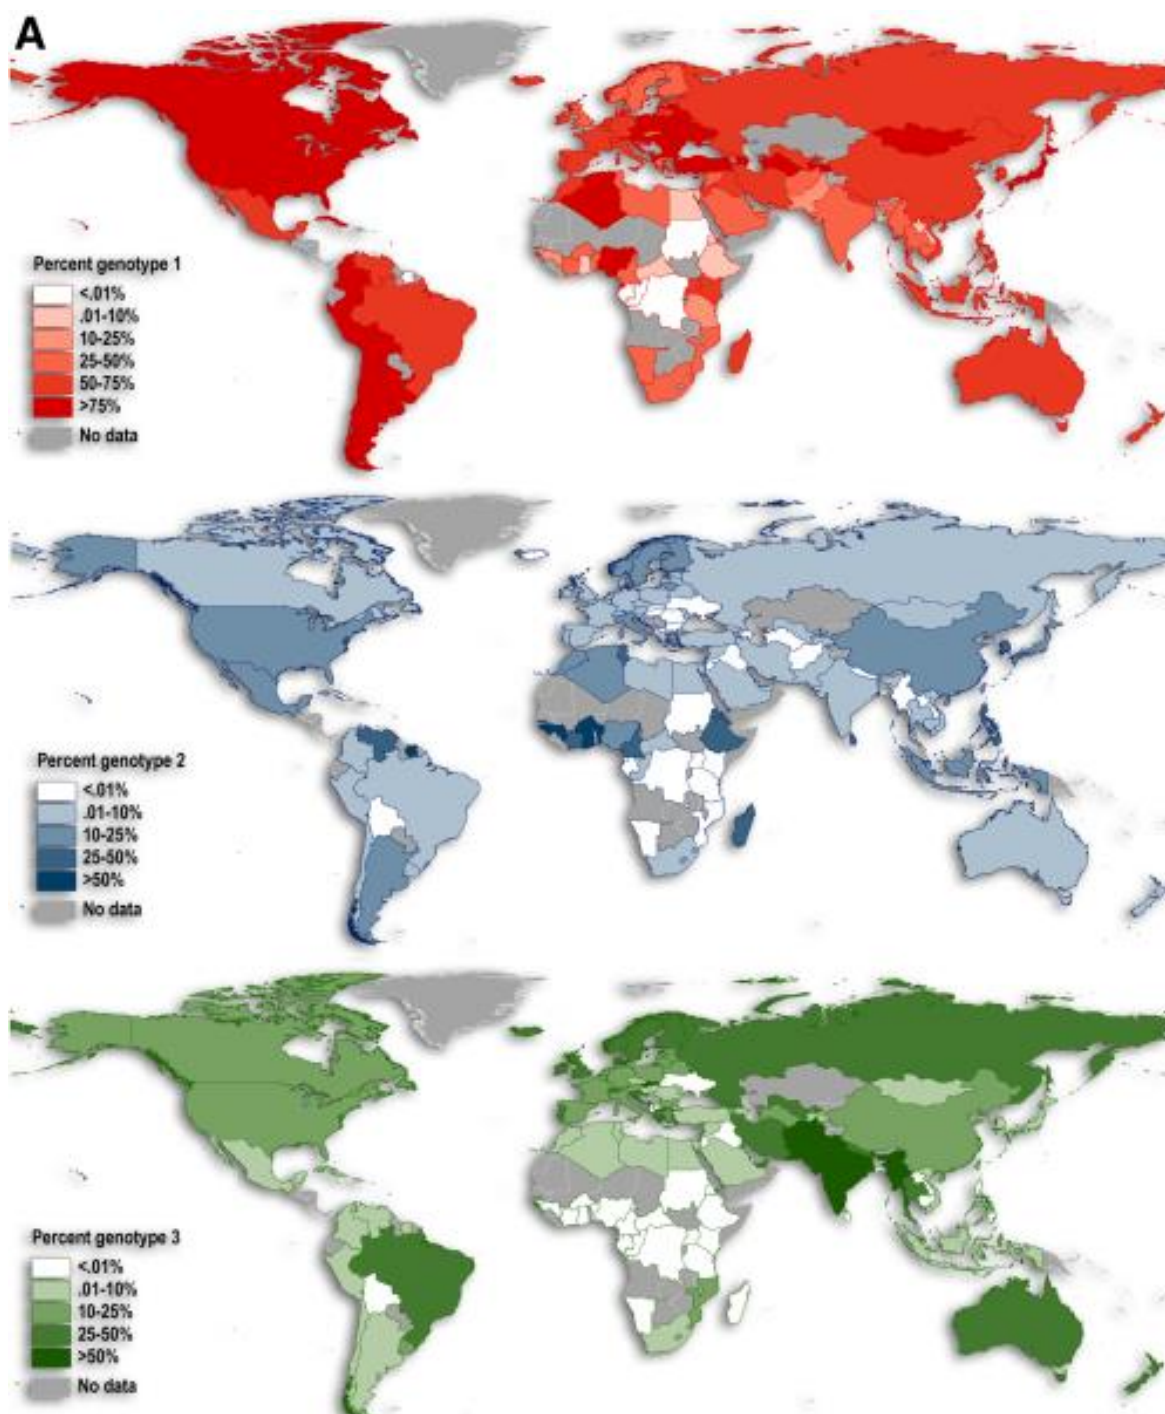 A
Percent genotype 1
<.01%
.01-10%
10-25%
25-50%
50-75%
>75%
No data
Percent genotype 2
<.01%
.01-10%
10-25%
25-50%
>50%
No data
Percent genotype 3
<.01%
.01-10%
10-25%
25-50%
>50%
No data